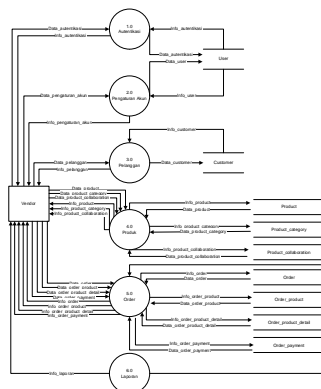 1.0
Autentikasi
Data_autentikasi
Info_autentikasi
Info_autentikasi
Data_autentikasi
Data_user
User
2.0
Pengaturan Akun
Data_pengaturan_akun
Info_user
Info_pengaturan_akun
Info_customer
3.0
Pelanggan
Data_pelanggan
Info_pelanggan
Data_customer
Customer
Vendor
Data_product
Data_product_category
Data_product_collaboration
Info_product
Info_product_category
Info_product_collaboration
4.0
Produk
Info_product
Data_product
Product
Info_product_category
Data_product_category
Product_category
Info_product_collaboration
Data_product_collaboration
Product_collaboration
Data_order_product
Data_order_product_detail
Data_order_payment
Info_order
Info_order_product
Info_order_product_detail
Info_order_payment
5.0
Order
Info_order
Data_order
Order
Info_order_product
Data_order_product
Order_product
Info_order_product_detail
Data_order_product_detail
Order_product_detail
Info_order_payment
Data_order_payment
Order_payment
Info_laporan
6.0
Laporan